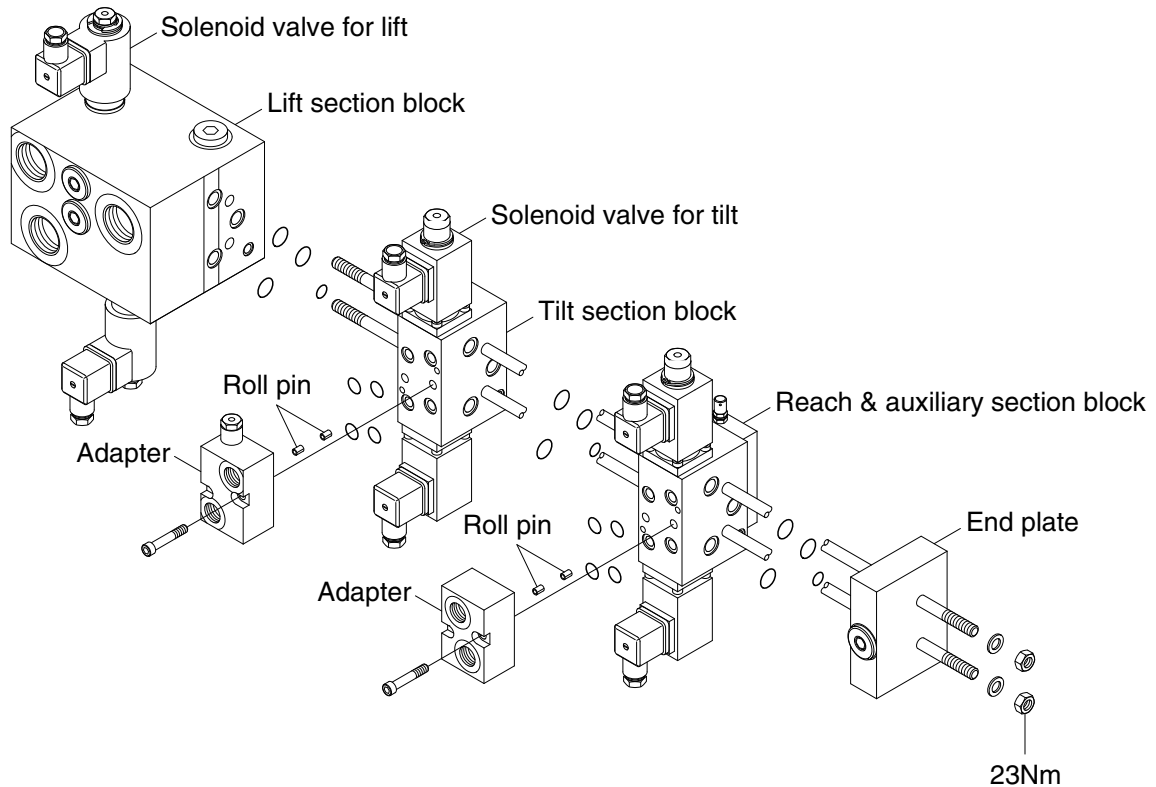 Solenoid valve for lift
Lift section block
Solenoid valve for tilt
Tilt section block
Roll pin
Adapter
Reach & auxiliary section block
Roll pin
End plate
Adapter
23Nm